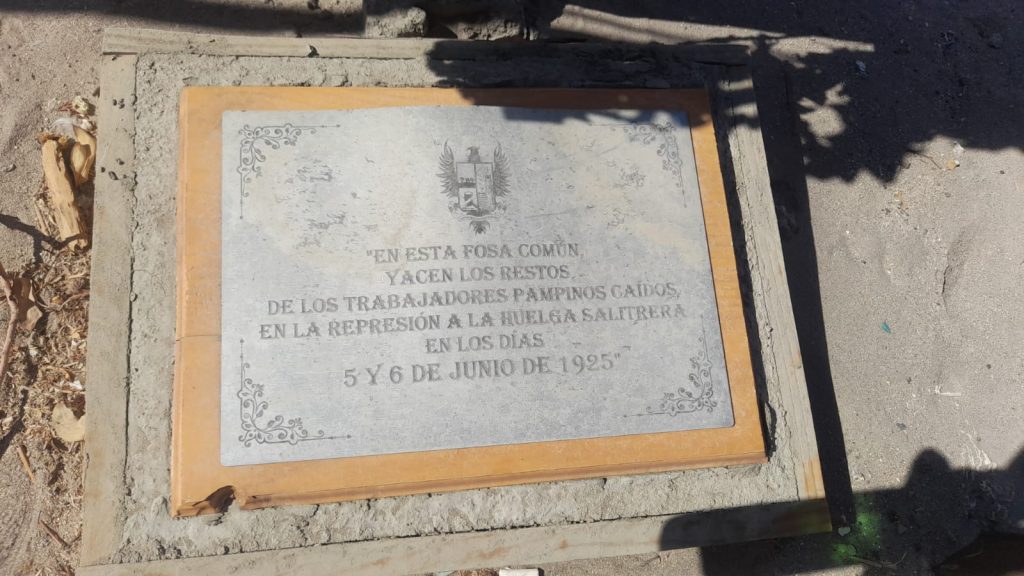 "EN ESTA FOSA COMÚN,
YACEN LOS RESTOS
DE LOS TRABAJADORES PAMPINOS CAÍDOS,
EN LA REPRESIÓN A LA HUELGA SALITRERA
EN LOS DÍAS
5 Y 6 DE JUNIO DE 1925"